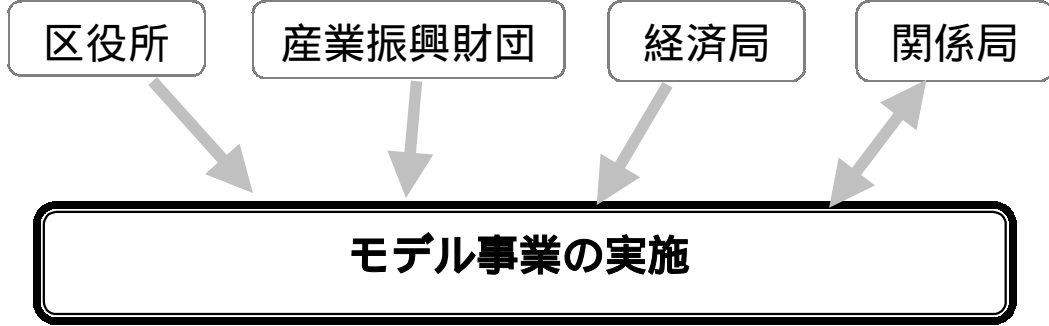 区役所
産業振興財団
経済局
関係局
モデル事業の実施